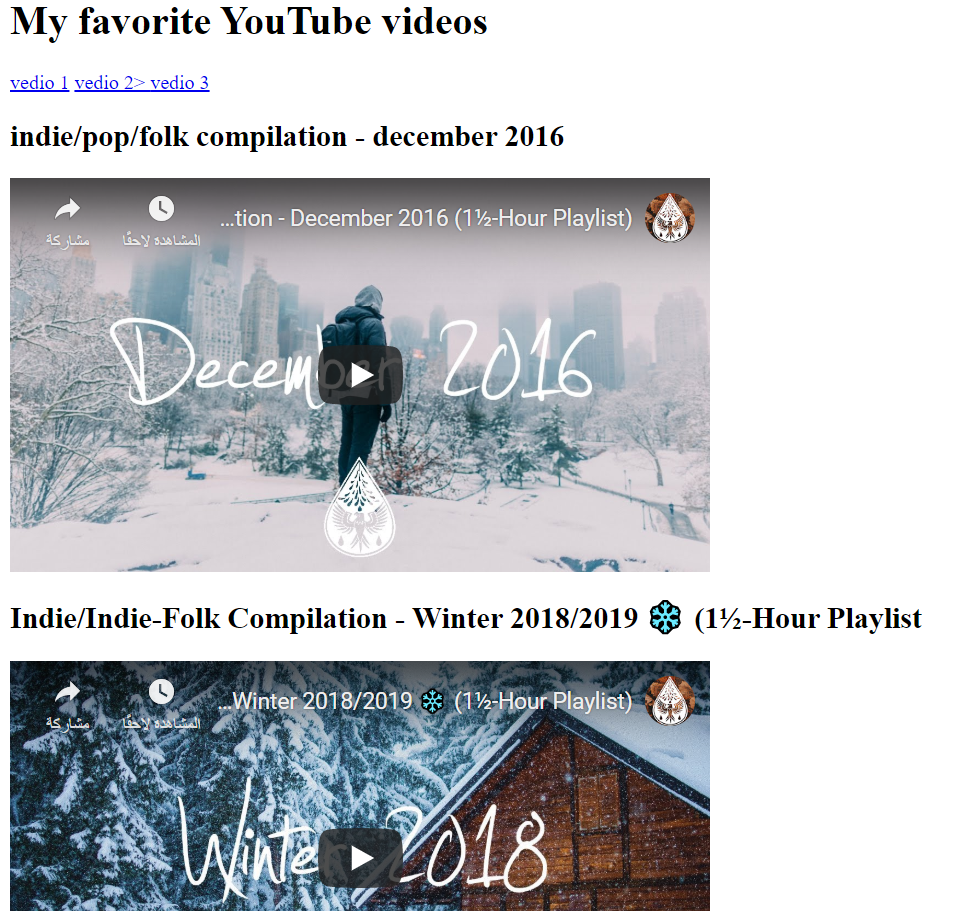 My favorite YouTube videos
vedio 1 vedio 2> vedio 3
indie/pop/folk compilation - december 2016
...tion - December 2016 (1½-Hour Playlist)
مشاركة
المشاهدة لاحقًا
December 2016
Indie/Indie-Folk Compilation - Winter 2018/2019 ❄ (1½-Hour Playlist
...Winter 2018/2019 ❄ (1½-Hour Playlist)
مشاركة
المشاهدة لاحقًا
Winter 2018